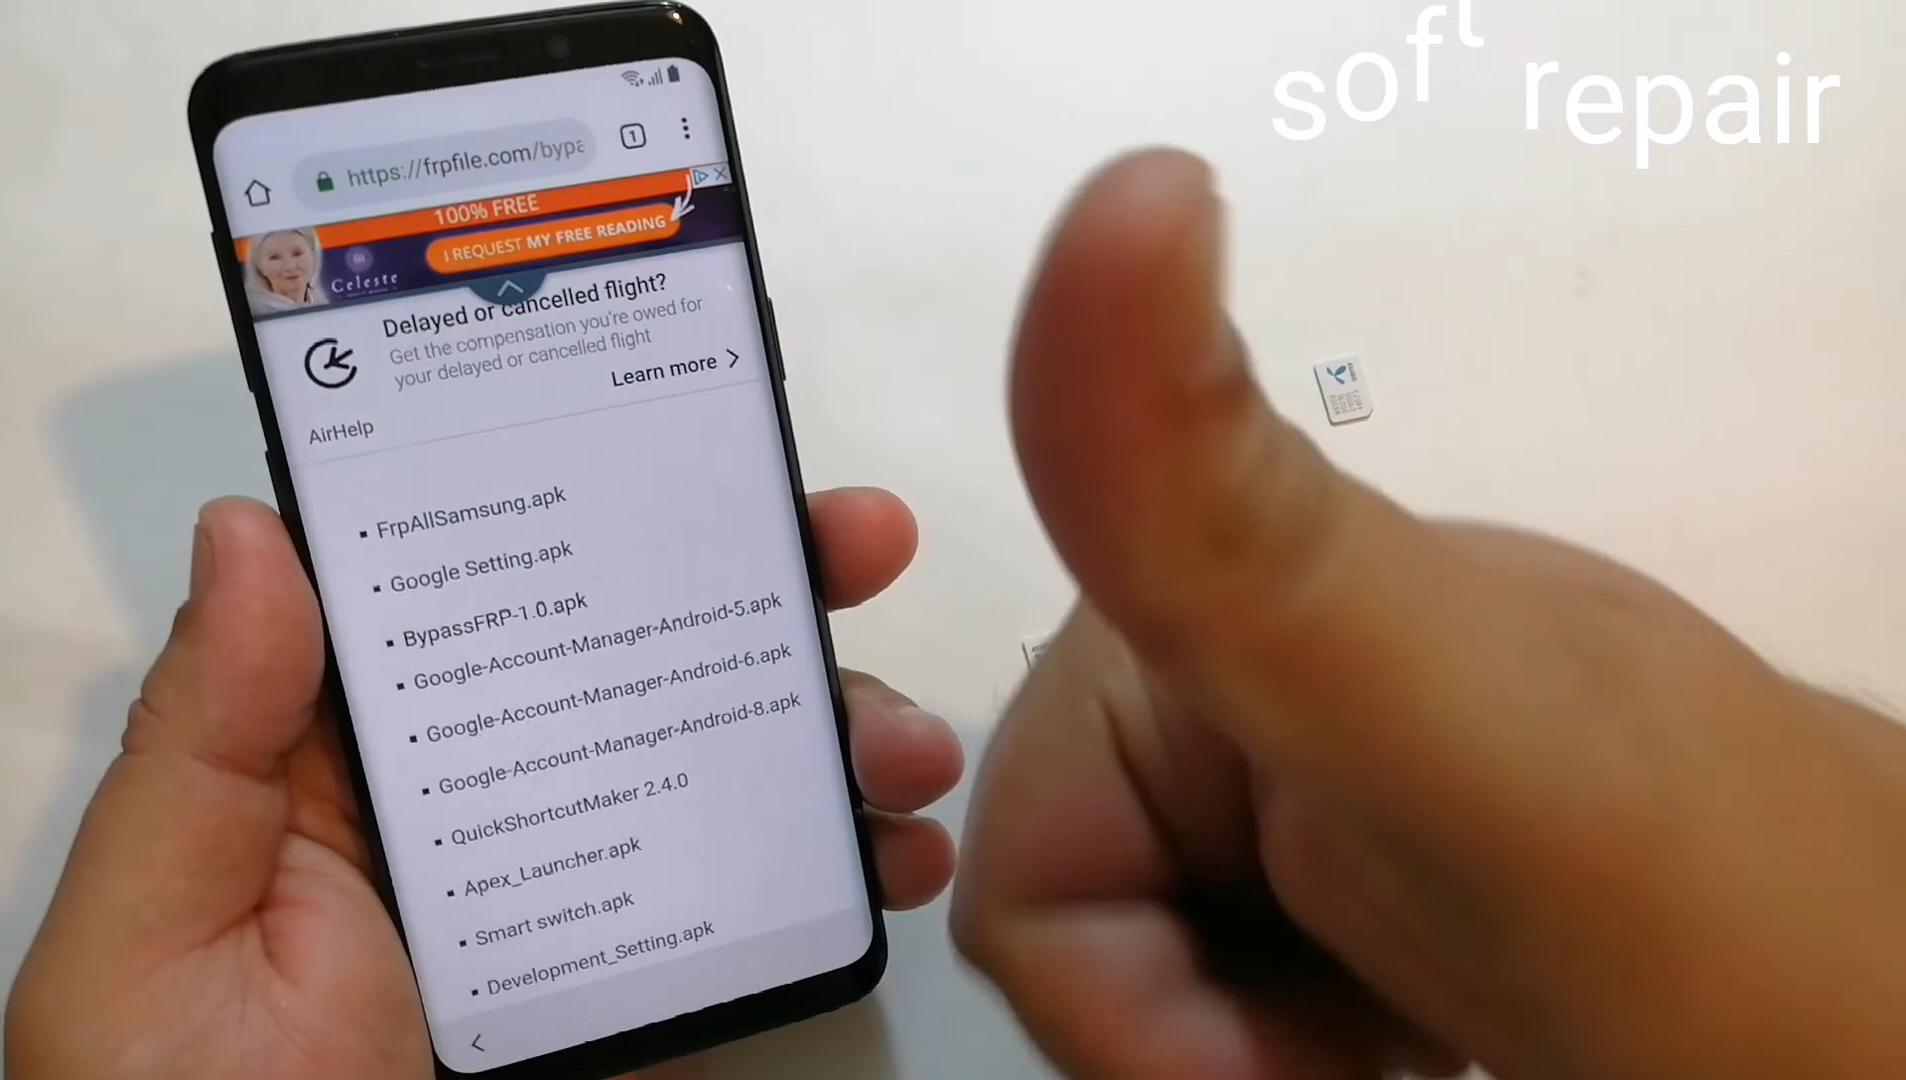 soft repair
1
https://frpfile.com/bypa
100% FREE
I REQUEST MY FREE READING
Celeste
Delayed or cancelled flight?
Get the compensation you're owed for
your delayed or cancelled flight
Learn more
AirHelp
FrpAllSamsung.apk
Google Setting.apk
BypassFRP-1.0.apk
Google-Account-Manager-Android-5.apk
Google-Account-Manager-Android-6.apk
Google-Account-Manager-Android-8.apk
QuickShortcutMaker 2.4.0
Apex_Launcher.apk
Smart switch.apk
Development_Setting.apk